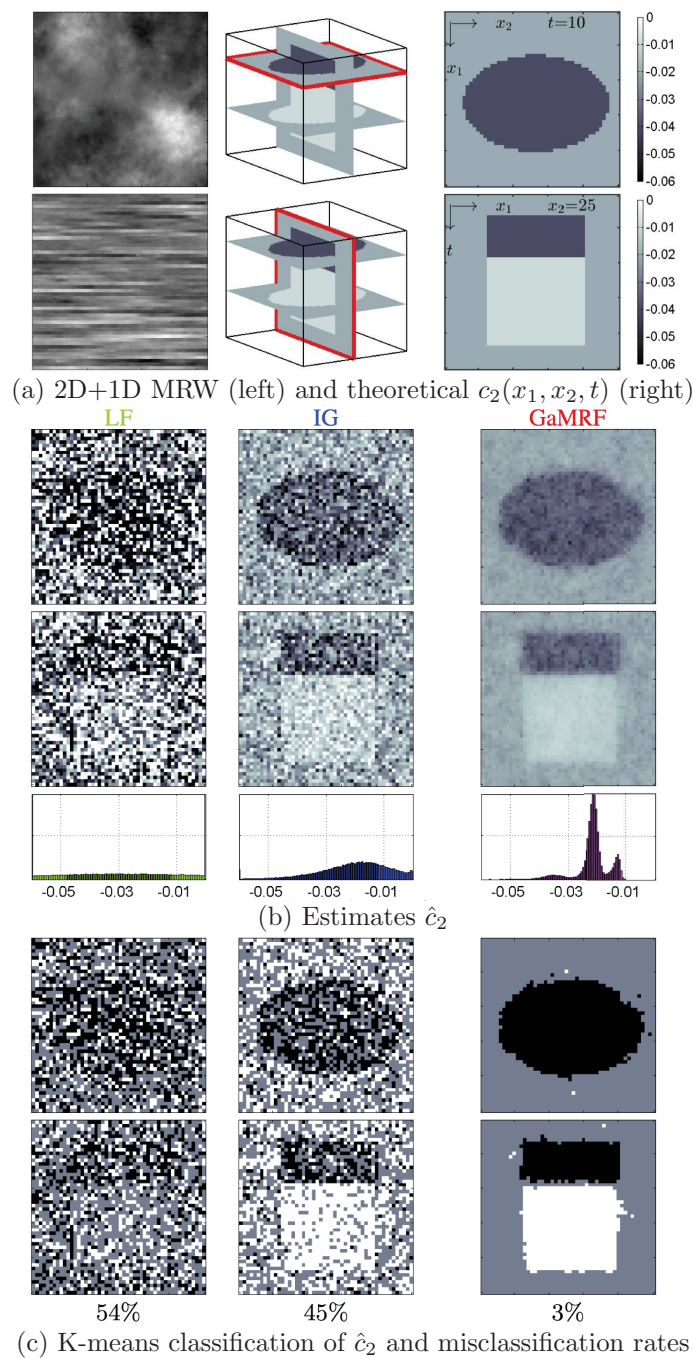 x₂ t=10
x₁
0
-0.01
-0.02
-0.03
-0.04
-0.05
-0.06
x₁ x₂=25
t
0
-0.01
-0.02
-0.03
-0.04
-0.05
-0.06
(a) 2D+1D MRW (left) and theoretical c₂(x₁, x₂, t) (right)
LF IG GaMRF
-0.05 -0.03 -0.01 -0.05 -0.03 -0.01 -0.05 -0.03 -0.01
(b) Estimates ĉ₂
54% 45% 3%
(c) K-means classification of ĉ₂ and misclassification rates